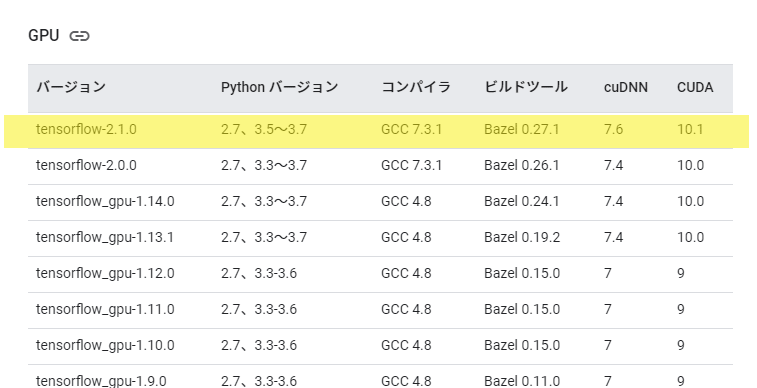 GPU
バージョン Python バージョン コンパイラ ビルドツール cuDNN CUDA
tensorflow-2.1.0 2.7、3.5～3.7 GCC 7.3.1 Bazel 0.27.1 7.6 10.1
tensorflow-2.0.0 2.7、3.3～3.7 GCC 7.3.1 Bazel 0.26.1 7.4 10.0
tensorflow_gpu-1.14.0 2.7、3.3～3.7 GCC 4.8 Bazel 0.24.1 7.4 10.0
tensorflow_gpu-1.13.1 2.7、3.3～3.7 GCC 4.8 Bazel 0.19.2 7.4 10.0
tensorflow_gpu-1.12.0 2.7、3.3-3.6 GCC 4.8 Bazel 0.15.0 7 9
tensorflow_gpu-1.11.0 2.7、3.3-3.6 GCC 4.8 Bazel 0.15.0 7 9
tensorflow_gpu-1.10.0 2.7、3.3-3.6 GCC 4.8 Bazel 0.15.0 7 9
tensorflow_gpu-1.9.0 2.7、3.3-3.6 GCC 4.8 Bazel 0.11.0 7 9